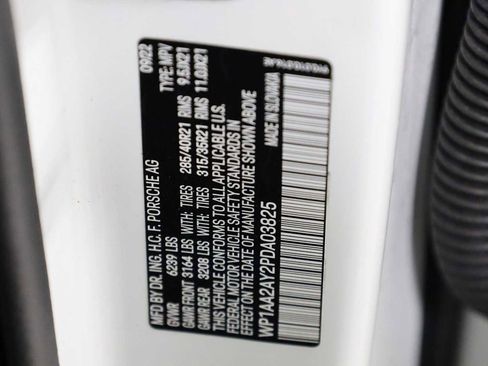 MFD BY DR. ING. H.C. F. PORSCHE AG 09/22
GVWR 6239 LBS TYPE: MPV
GAWR FRONT 3164 LBS WITH: TIRES 285/40R21 RIMS 9.5JX21
GAWR REAR 3208 LBS WITH: TIRES 315/35R21 RIMS 11.0JX21
THIS VEHICLE CONFORMS TO ALL APPLICABLE U.S.
FEDERAL MOTOR VEHICLE SAFETY STANDARDS IN
EFFECT ON THE DATE OF MANUFACTURE SHOWN ABOVE
WP1AA2AY2PDA03825 MADE IN SLOVAKIA